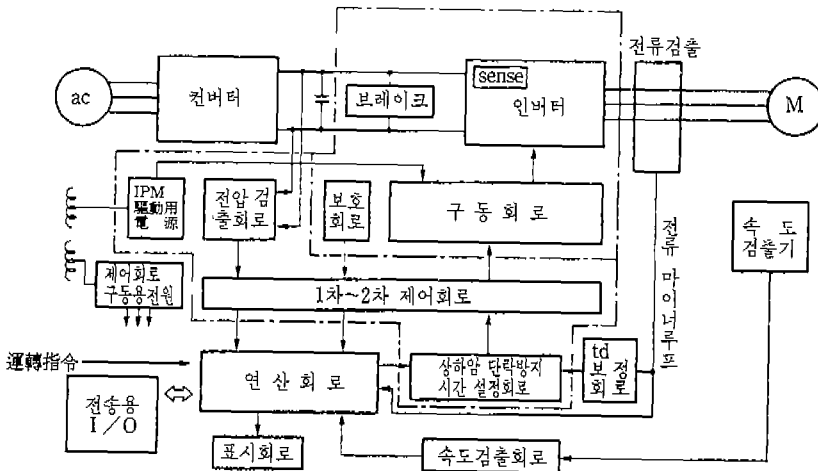 전류검출
ac
컨버터
브레이크
sense
인버터
M
IPM
驅動用
電 源
전압 검
출회로
보호
회로
구 동 회 로
전류 마이너루프
속 도
검출기
제어회로
구동용전원
1차~2차 제어회로
運轉指令
연 산 회 로
상하암 단락방지
시간 설정회로
td
보정
회로
전송용
I/O
표시회로
속도검출회로